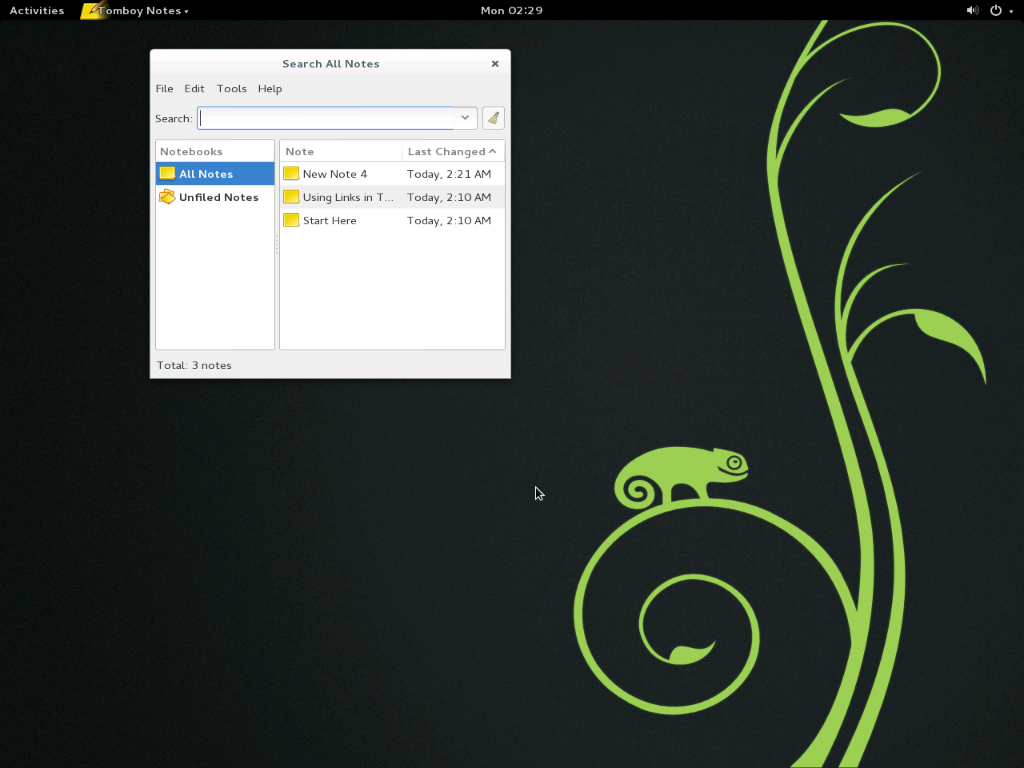 Activities Tomboy Notes Mon 02:29
Search All Notes
File Edit Tools Help
Search:
Notebooks Note Last Changed
All Notes New Note 4 Today, 2:21 AM
Unfiled Notes Using Links in T... Today, 2:10 AM
Start Here Today, 2:10 AM
Total: 3 notes